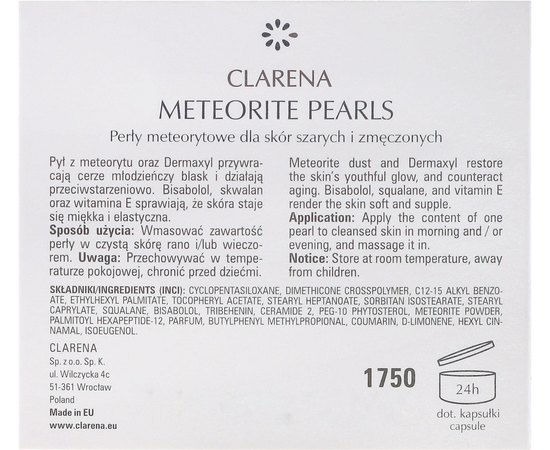 CLARENA
METEORITE PEARLS
Perły meteorytowe dla skór szarych i zmęczonych
Pył z meteorytu oraz Dermaxyl przywra-
cają cerze młodzieńczy blask i działają
przeciwstarzeniowo. Bisabolol, skwalan
oraz witamina E sprawiają, że skóra staje
się miękka i elastyczna.
Sposób użycia: Wmasować zawartość
perły w czystą skórę rano i/lub wieczo-
rem. Uwaga: Przechowywać w tempe-
raturze pokojowej, chronić przed dziećmi.
Meteorite dust and Dermaxyl restore
the skin's youthful glow, and counteract
aging. Bisabolol, squalane, and vitamin E
render the skin soft and supple.
Application: Apply the content of one
pearl to cleansed skin in morning and / or
evening, and massage it in.
Notice: Store at room temperature, away
from children.
SKŁADNIKI/INGREDIENTS (INCI): CYCLOPENTASILOXANE, DIMETHICONE CROSSPOLYMER, C12-15 ALKYL BENZO-
ATE, ETHYLHEXYL PALMITATE, TOCOPHERYL ACETATE, STEARYL HEPTANOATE, SORBITAN ISOSTEARATE, STEARYL
CAPRYLATE, SQUALANE, BISABOLOL, TRIBEHENIN, CERAMIDE 2, PEG-10 PHYTOSTEROL, METEORITE POWDER,
PALMITOYL HEXAPEPTIDE-12, PARFUM, BUTYLPHENYL METHYLPROPIONAL, COUMARIN, D-LIMONENE, HEXYL CIN-
NAMAL, ISOEUGENOL.
CLARENA
Sp. z o.o. Sp. K.
ul. Wilczycka 4c
51-361 Wrocław
Poland
Made in EU
www.clarena.eu
1750
24h
dot. kapsułki
capsule